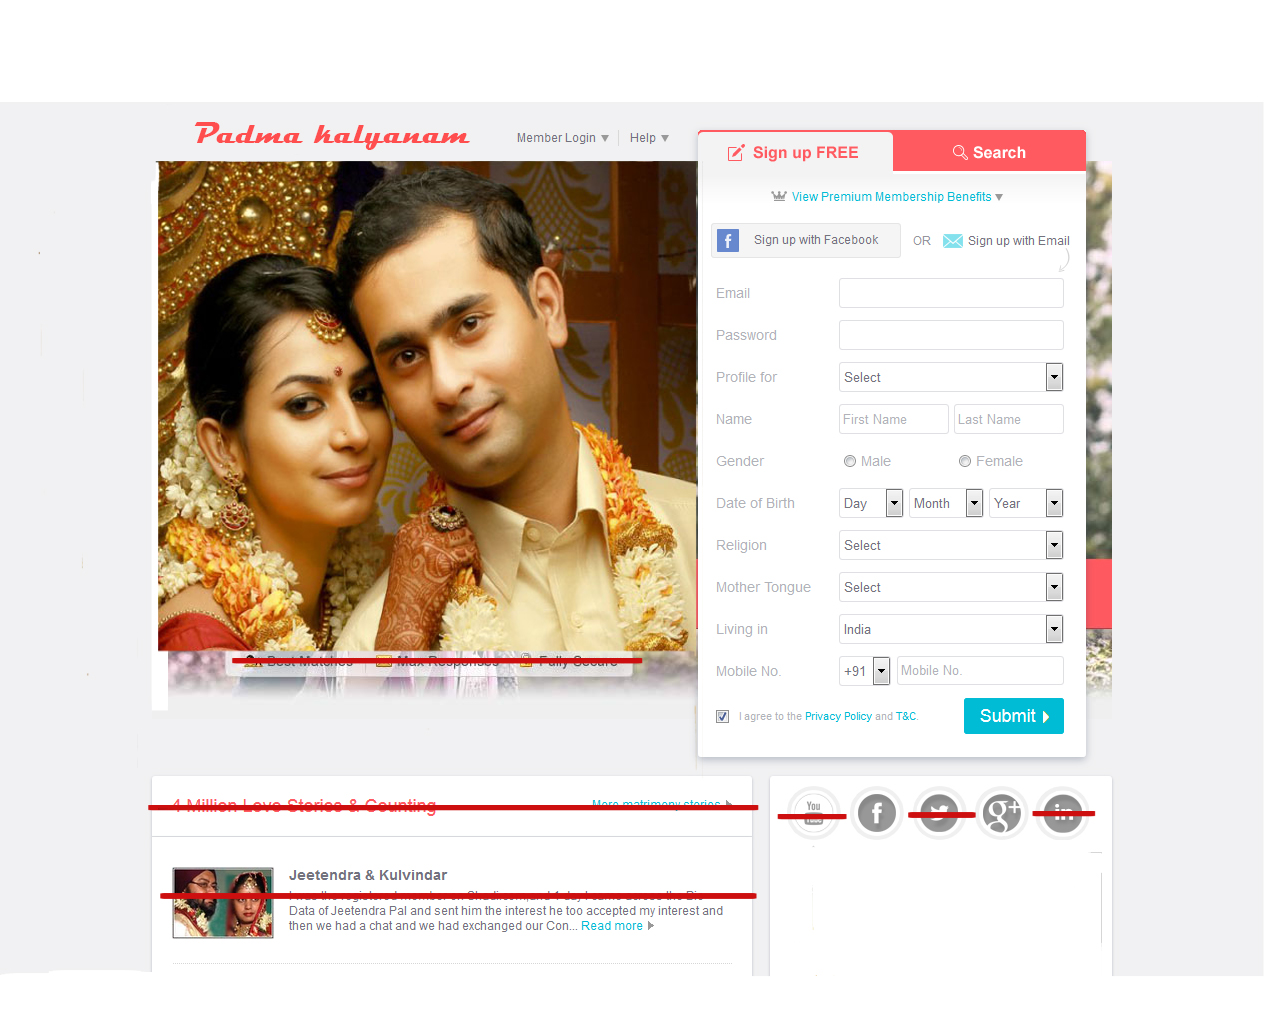 Padma kalyanam
Member Login
Help
Sign up FREE
Search
View Premium Membership Benefits
Sign up with Facebook OR Sign up with Email
Email
Password
Profile for Select
Name First Name Last Name
Gender Male Female
Date of Birth Day Month Year
Religion Select
Mother Tongue Select
Living in India
Mobile No. +91 Mobile No.
I agree to the Privacy Policy and T&C.
Submit
Best Matches Max Responses Fully Secure
4 Million Love Stories & Counting
More matrimony stories
You
f
g+
in
Jeetendra & Kulvindar
Data of Jeetendra Pal and sent him the interest he too accepted my interest and
then we had a chat and we had exchanged our Con... Read more